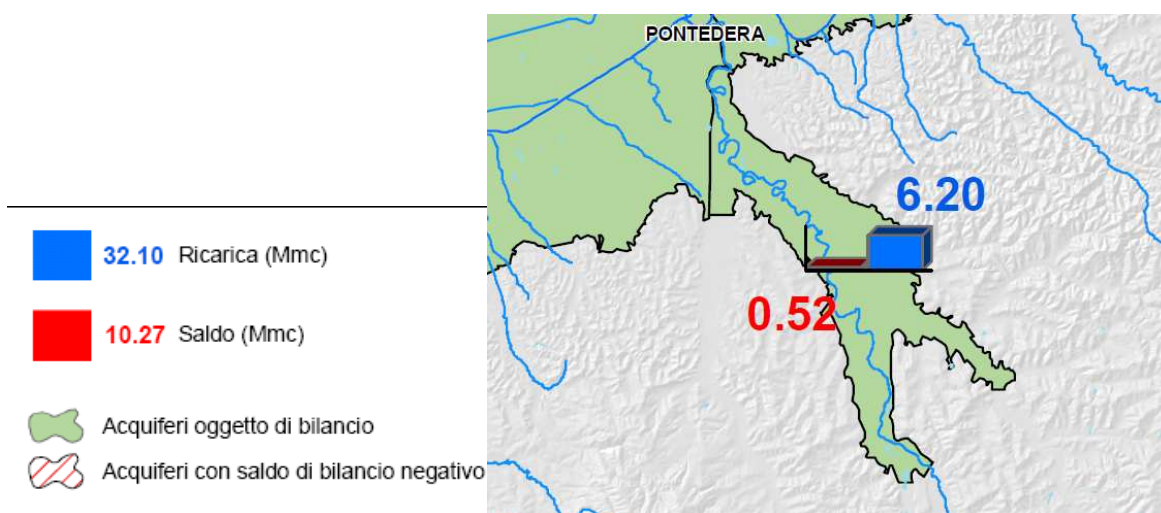 PONTEDERA
6.20
0.52
32.10 Ricarica (Mmc)
10.27 Saldo (Mmc)
Acquiferi oggetto di bilancio
Acquiferi con saldo di bilancio negativo